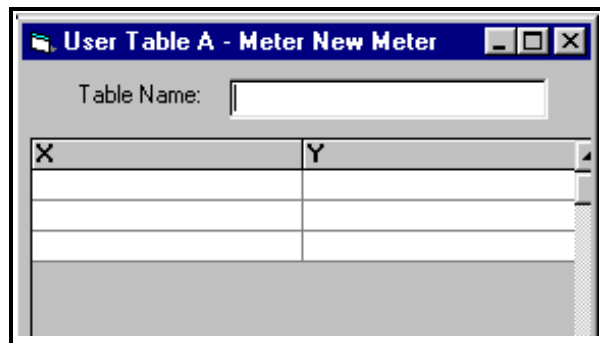 User Table A - Meter New Meter
Table Name:
X Y